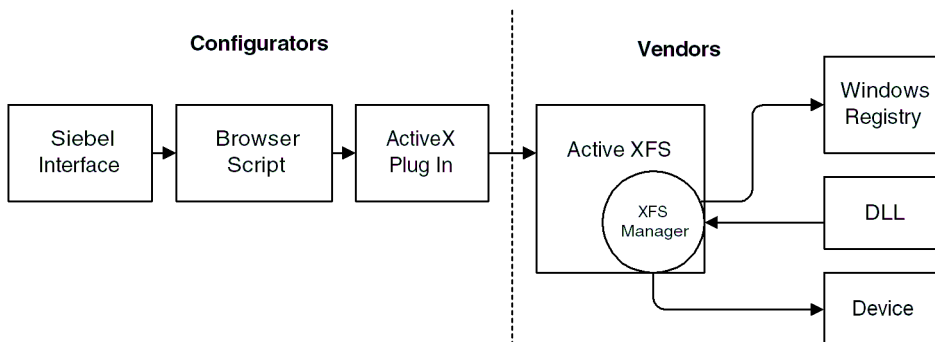 Configurators
Vendors
Siebel
Interface
Browser
Script
ActiveX
Plug In
Active XFS
XFS
Manager
Windows
Registry
DLL
Device